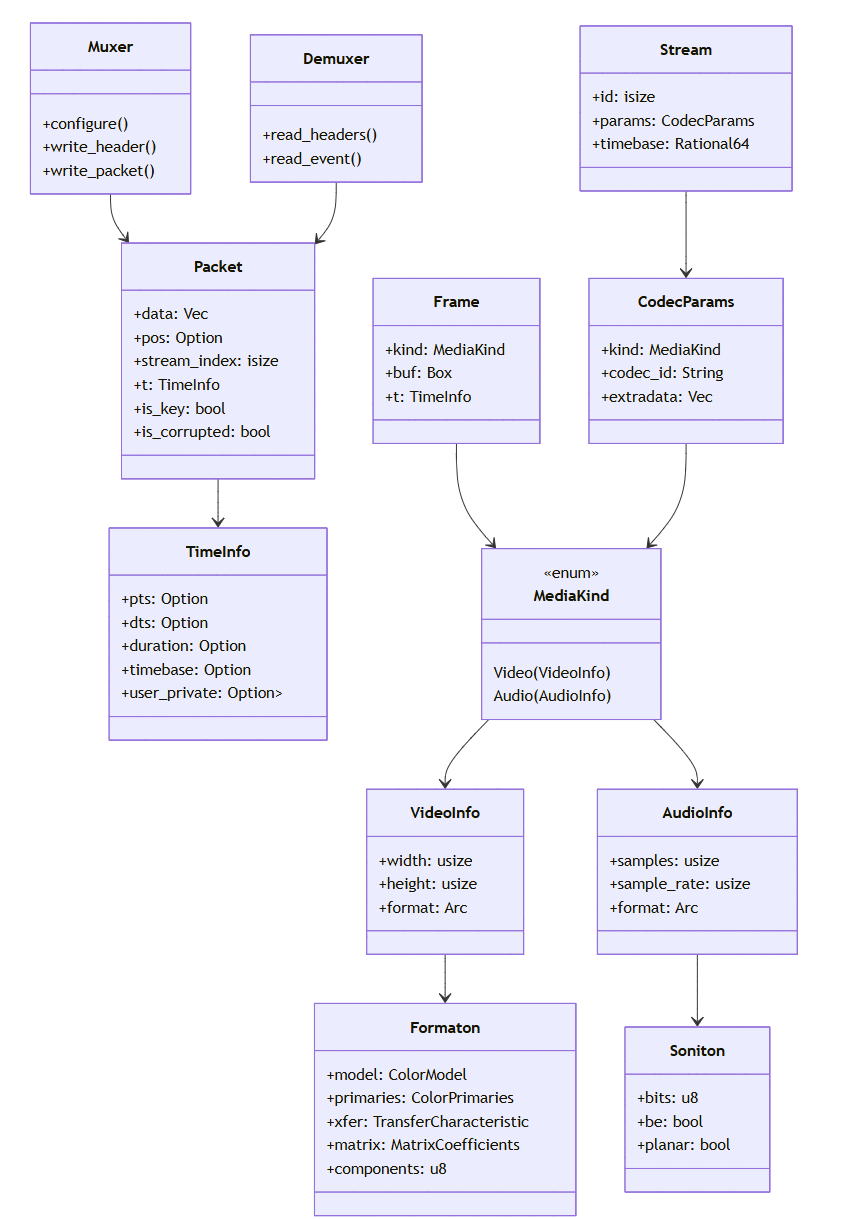 Muxer
+configure()
+write_header()
+write_packet()
Demuxer
+read_headers()
+read_event()
Stream
+id: isize
+params: CodecParams
+timebase: Rational64
Packet
+data: Vec
+pos: Option
+stream_index: isize
+t: TimeInfo
+is_key: bool
+is_corrupted: bool
Frame
+kind: MediaKind
+buf: Box
+t: TimeInfo
CodecParams
+kind: MediaKind
+codec_id: String
+extradata: Vec
TimeInfo
+pts: Option
+dts: Option
+duration: Option
+timebase: Option
+user_private: Option>
«enum»
MediaKind
Video(VideoInfo)
Audio(AudioInfo)
VideoInfo
+width: usize
+height: usize
+format: Arc
AudioInfo
+samples: usize
+sample_rate: usize
+format: Arc
Formaton
+model: ColorModel
+primaries: ColorPrimaries
+xfer: TransferCharacteristic
+matrix: MatrixCoefficients
+components: u8
Soniton
+bits: u8
+be: bool
+planar: bool